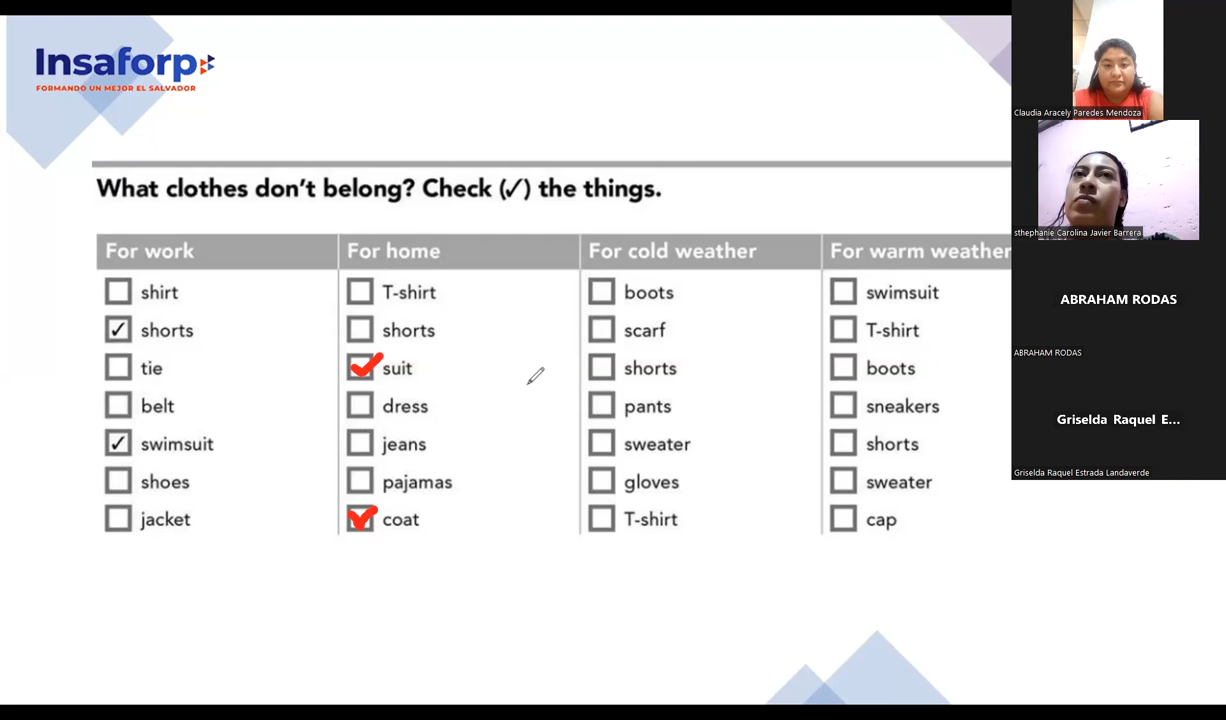 Insaforp
FORMANDO UN MEJOR EL SALVADOR
What clothes don't belong? Check (✓) the things.
For work
shirt
✓ shorts
tie
belt
✓ swimsuit
shoes
jacket
For home
T-shirt
shorts
✓ suit
dress
jeans
pajamas
✓ coat
For cold weather
boots
scarf
shorts
pants
sweater
gloves
T-shirt
For warm weather
swimsuit
T-shirt
boots
sneakers
shorts
sweater
cap
Claudia Aracely Paredes Mendoza
sthephanie Carolina Javier Barrera
ABRAHAM RODAS
ABRAHAM RODAS
Griselda Raquel E...
Griselda Raquel Estrada Landaverde